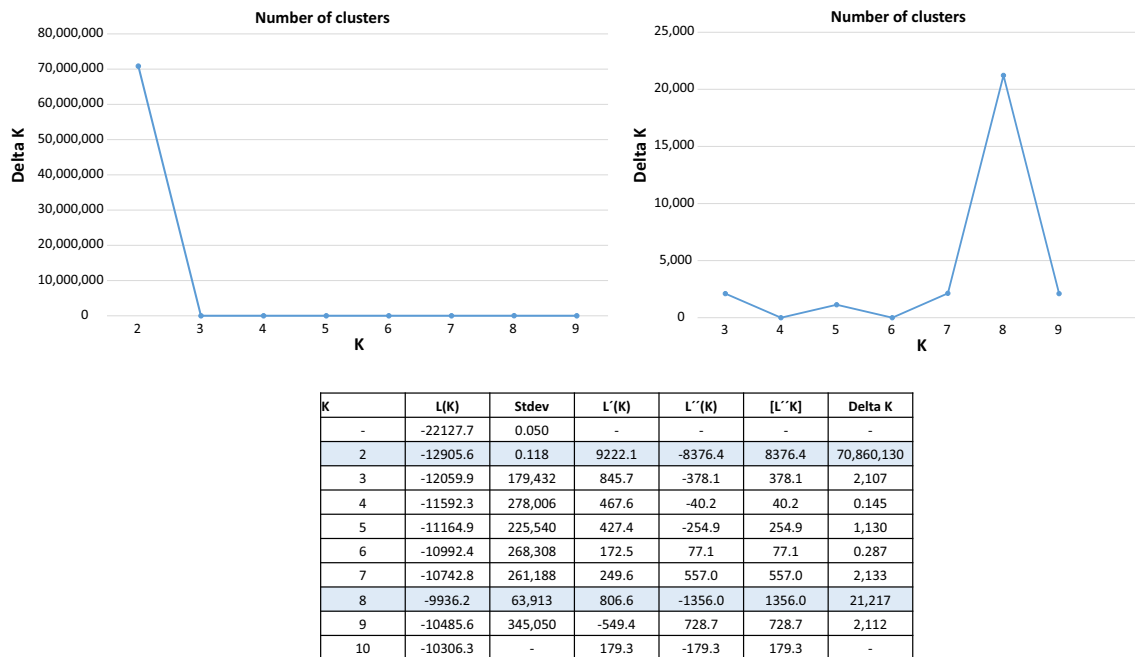 Number of clusters
80,000,000
70,000,000
60,000,000
50,000,000
40,000,000
30,000,000
20,000,000
10,000,000
0
Delta K
2 3 4 5 6 7 8 9
K
Number of clusters
25,000
20,000
15,000
10,000
5,000
0
Delta K
3 4 5 6 7 8 9
K
K L(K) Stdev L´(K) L´´(K) [L´´K] Delta K
- -22127.7 0.050 - - - -
2 -12905.6 0.118 9222.1 -8376.4 8376.4 70,860,130
3 -12059.9 179,432 845.7 -378.1 378.1 2,107
4 -11592.3 278,006 467.6 -40.2 40.2 0.145
5 -11164.9 225,540 427.4 -254.9 254.9 1,130
6 -10992.4 268,308 172.5 77.1 77.1 0.287
7 -10742.8 261,188 249.6 557.0 557.0 2,133
8 -9936.2 63,913 806.6 -1356.0 1356.0 21,217
9 -10485.6 345,050 -549.4 728.7 728.7 2,112
10 -10306.3 - 179.3 -179.3 179.3 -